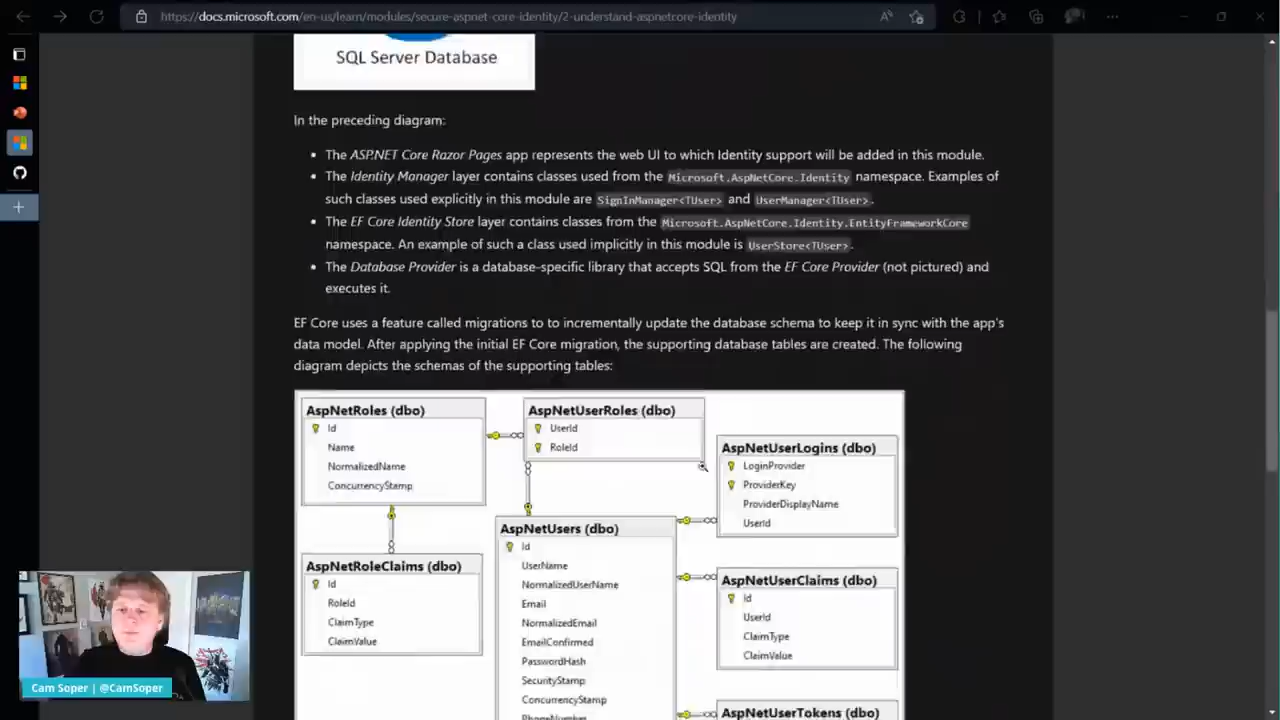 https://docs.microsoft.com/en-us/learn/modules/secure-aspnet-core-identity/2-understand-aspnetcore-identity
SQL Server Database
In the preceding diagram:
• The ASP.NET Core Razor Pages app represents the web UI to which Identity support will be added in this module.
• The Identity Manager layer contains classes used from the Microsoft.AspNetCore.Identity namespace. Examples of
such classes used explicitly in this module are SignInManager<TUser> and UserManager<TUser>.
• The EF Core Identity Store layer contains classes from the Microsoft.AspNetCore.Identity.EntityFrameworkCore
namespace. An example of such a class used implicitly in this module is UserStore<TUser>.
• The Database Provider is a database-specific library that accepts SQL from the EF Core Provider (not pictured) and
executes it.
EF Core uses a feature called migrations to to incrementally update the database schema to keep it in sync with the app's
data model. After applying the initial EF Core migration, the supporting database tables are created. The following
diagram depicts the schemas of the supporting tables:
AspNetRoles (dbo)
Id
Name
NormalizedName
ConcurrencyStamp
AspNetUserRoles (dbo)
UserId
RoleId
AspNetUserLogins (dbo)
LoginProvider
ProviderKey
ProviderDisplayName
UserId
AspNetRoleClaims (dbo)
Id
RoleId
ClaimType
ClaimValue
AspNetUsers (dbo)
Id
UserName
NormalizedUserName
Email
NormalizedEmail
EmailConfirmed
PasswordHash
SecurityStamp
ConcurrencyStamp
PhoneNumber
AspNetUserClaims (dbo)
Id
UserId
ClaimType
ClaimValue
AspNetUserTokens (dbo)
Cam Soper | @CamSoper